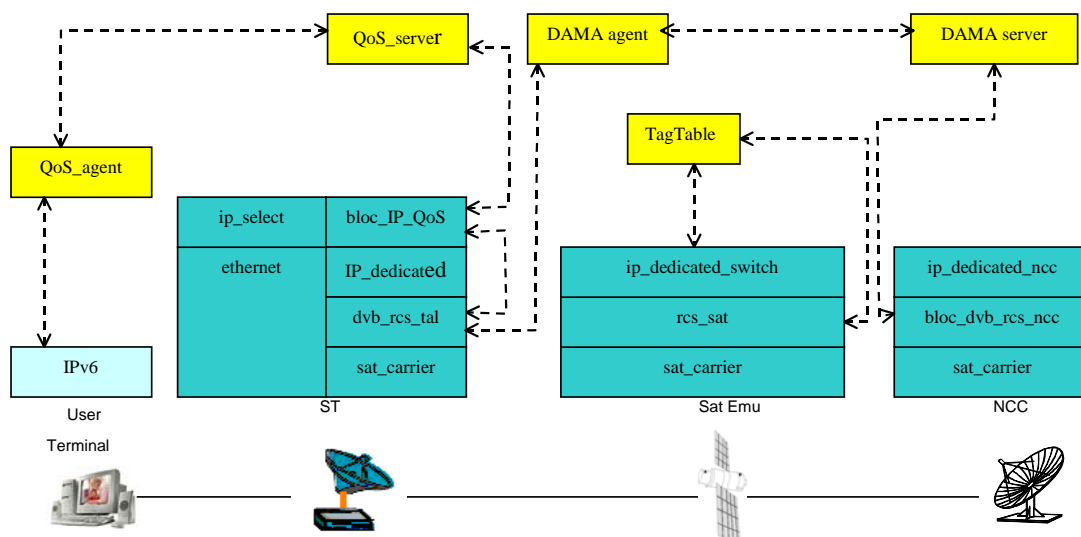 QoS_server
DAMA agent
DAMA server
TagTable
QoS_agent
ip_select
bloc_IP_QoS
ethernet
IP_dedicated
ip_dedicated_switch
ip_dedicated_ncc
dvb_rcs_tal
rcs_sat
bloc_dvb_rcs_ncc
IPv6
sat_carrier
sat_carrier
sat_carrier
User
Terminal
ST
Sat Emu
NCC